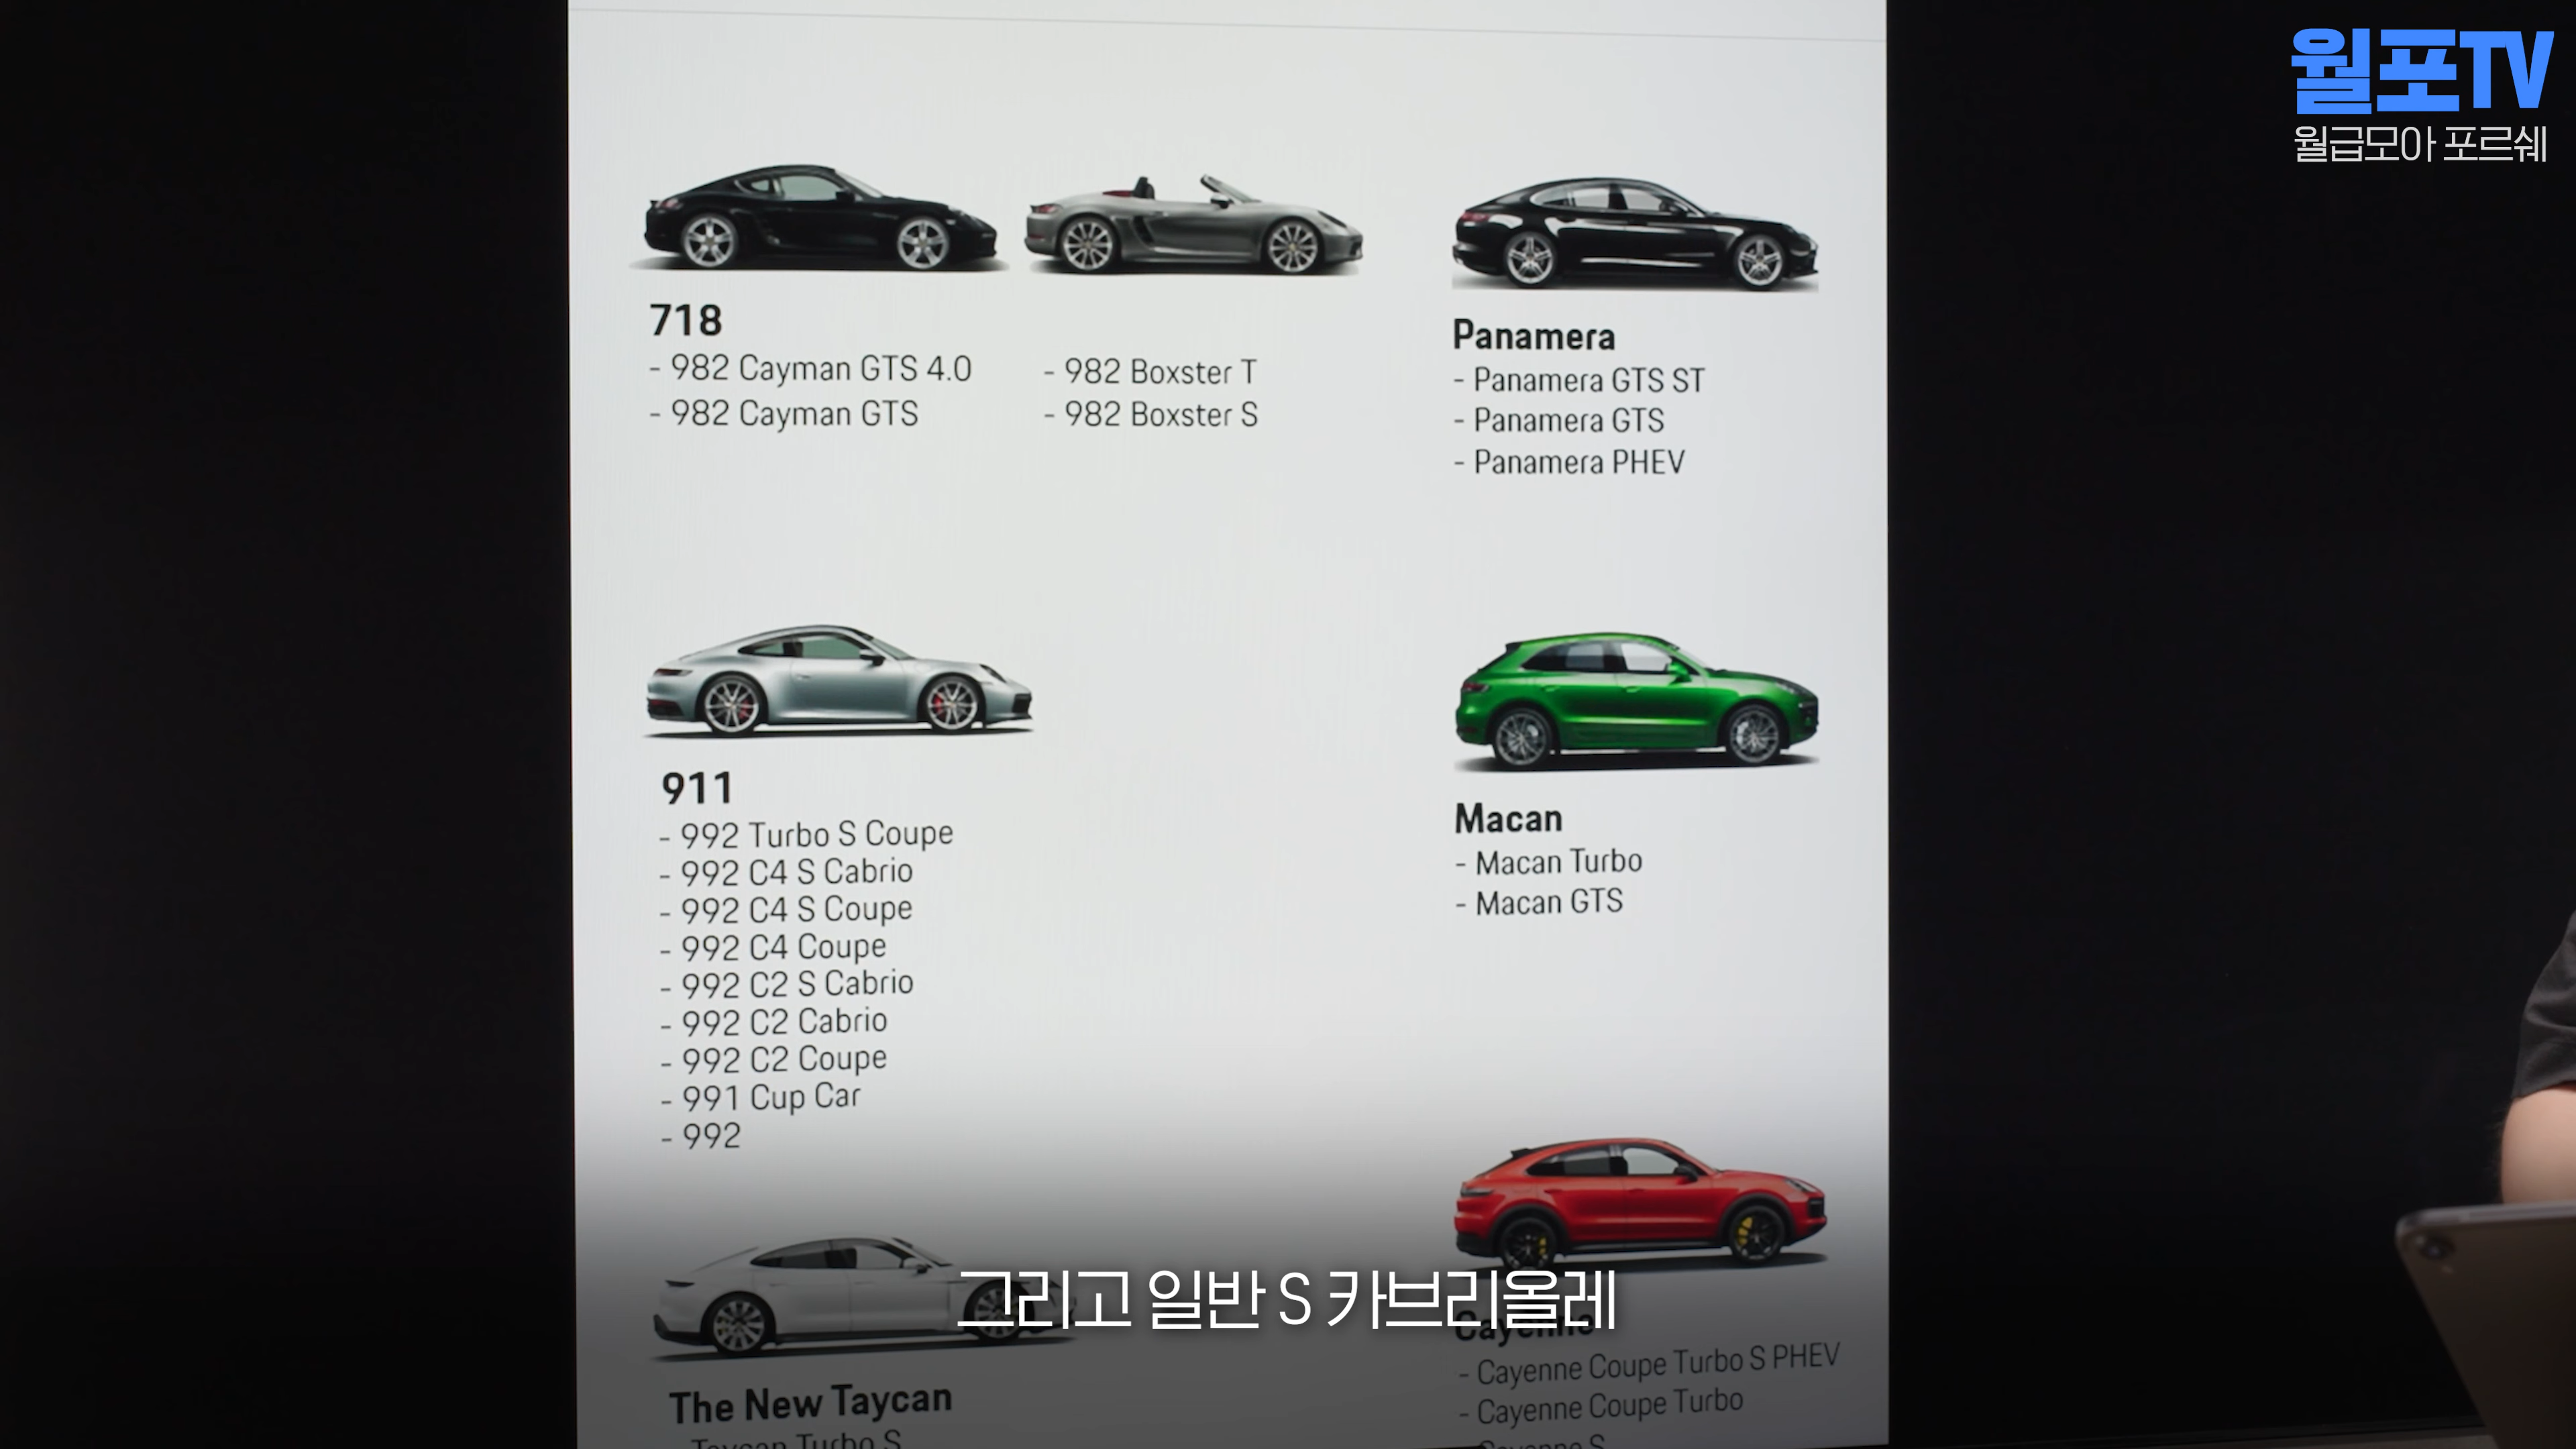 월포TV
월급모아 포르쉐
718
- 982 Cayman GTS 4.0
- 982 Cayman GTS
- 982 Boxster T
- 982 Boxster S
Panamera
- Panamera GTS ST
- Panamera GTS
- Panamera PHEV
911
- 992 Turbo S Coupe
- 992 C4 S Cabrio
- 992 C4 S Coupe
- 992 C4 Coupe
- 992 C2 S Cabrio
- 992 C2 Cabrio
- 992 C2 Coupe
- 991 Cup Car
- 992
Macan
- Macan Turbo
- Macan GTS
The New Taycan
Taycan Turbo S
Cayenne
- Cayenne Coupe Turbo S PHEV
- Cayenne Coupe Turbo
Cayenne S
그리고 일반 S 카브리올레